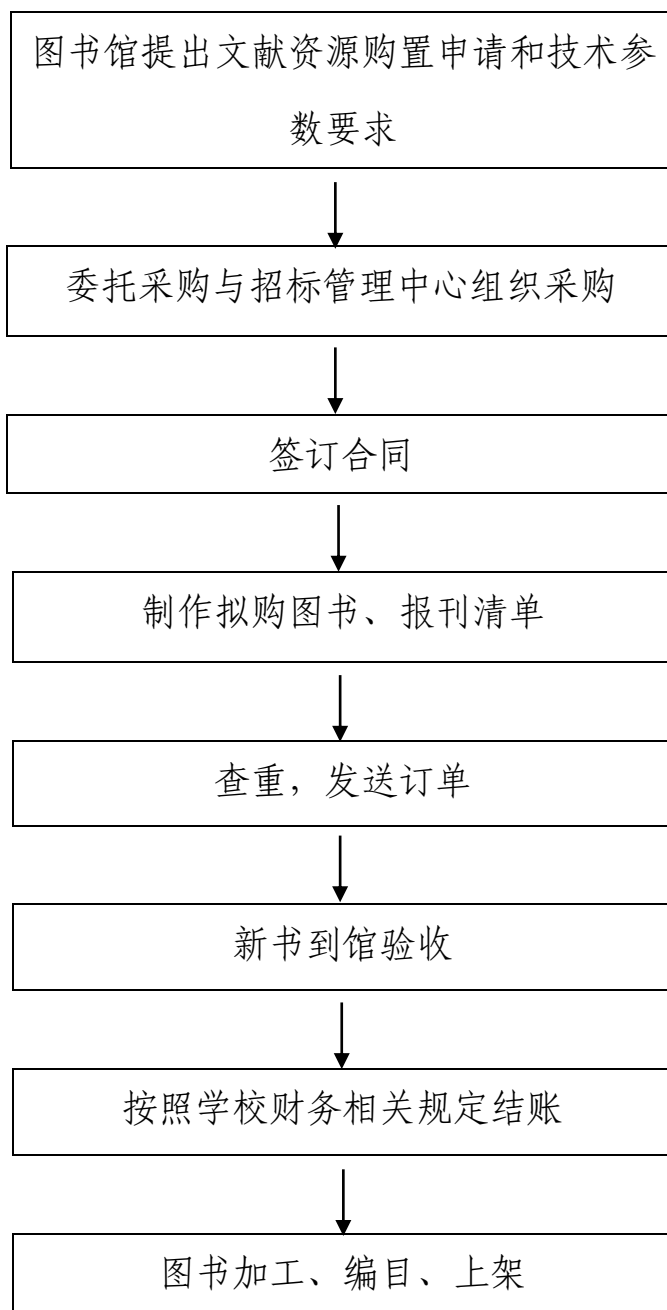 图书馆提出文献资源购置申请和技术参
数要求
委托采购与招标管理中心组织采购
签订合同
制作拟购图书、报刊清单
查重，发送订单
新书到馆验收
按照学校财务相关规定结账
图书加工、编目、上架